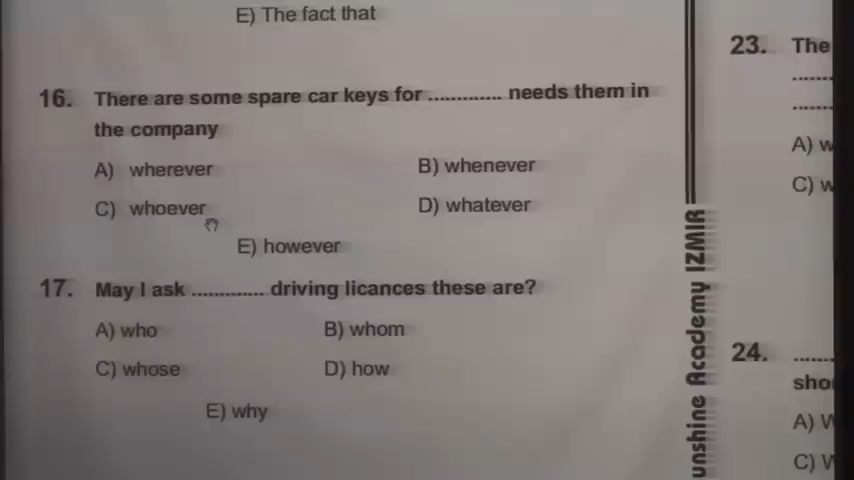 E) The fact that
16. There are some spare car keys for ............. needs them in
the company
A) wherever
B) whenever
C) whoever
D) whatever
E) however
17. May I ask ............. driving licances these are?
A) who
B) whom
C) whose
D) how
E) why
unshine Academy IZMIR
23. The
A) w
C) w
24. .......
sho
A) W
C) W